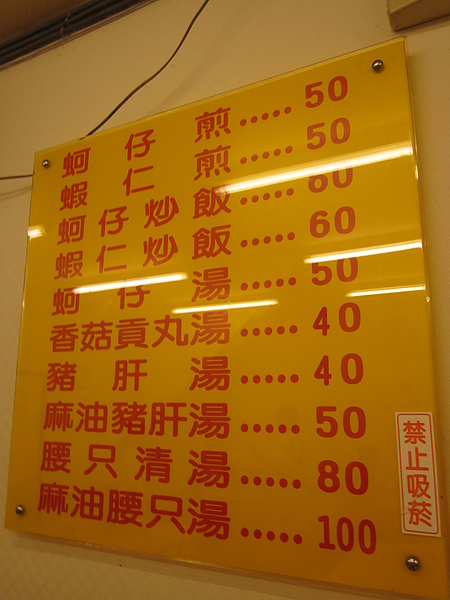 蚵仔煎.....50
蝦仁煎.....50
蚵仔炒飯.....60
蝦仁炒飯.....60
蚵仔湯.....50
香菇貢丸湯.....40
豬肝湯.....40
麻油豬肝湯.....50
腰只清湯.....80
麻油腰只湯.....100
禁止吸菸